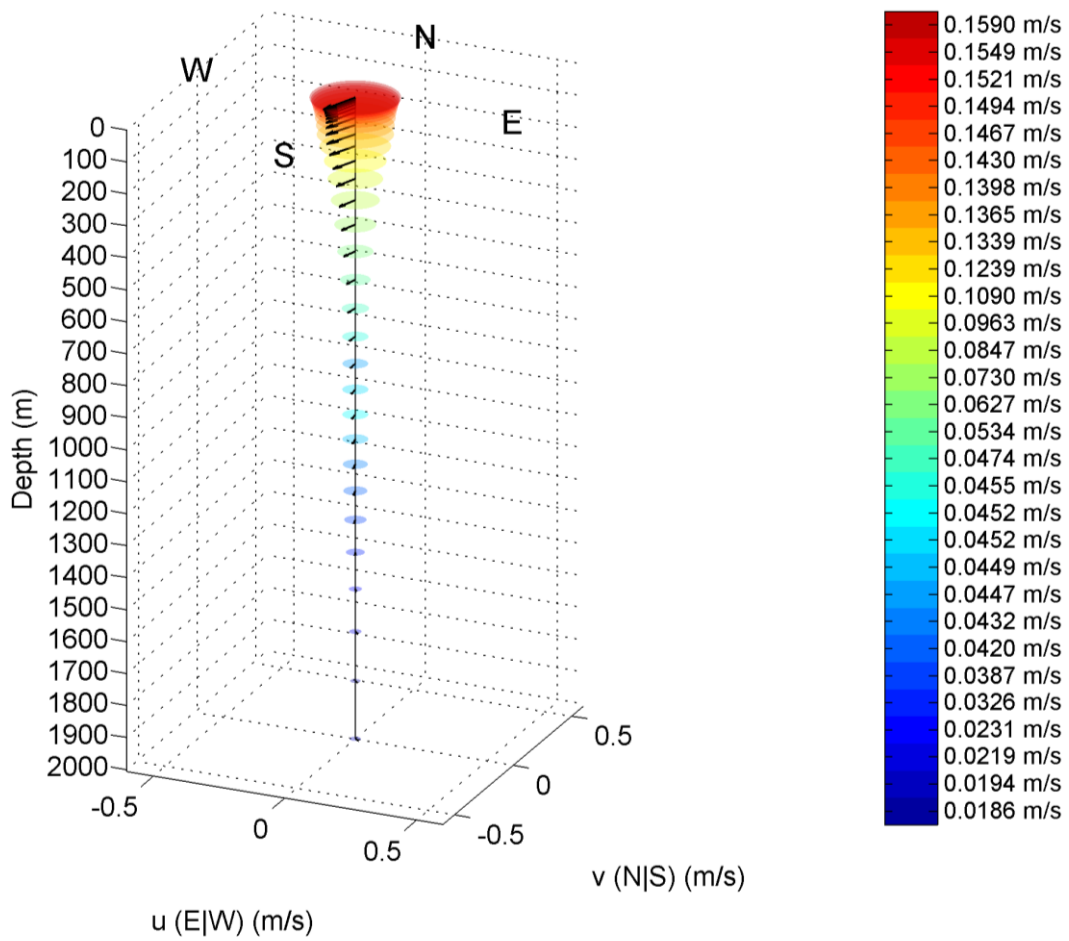 N
W
E
S
0
100
200
300
400
500
600
700
800
900
1000
1100
1200
1300
1400
1500
1600
1700
1800
1900
2000
Depth (m)
-0.5
0
0.5
u (E|W) (m/s)
-0.5
0
0.5
v (N|S) (m/s)
0.1590 m/s
0.1549 m/s
0.1521 m/s
0.1494 m/s
0.1467 m/s
0.1430 m/s
0.1398 m/s
0.1365 m/s
0.1339 m/s
0.1239 m/s
0.1090 m/s
0.0963 m/s
0.0847 m/s
0.0730 m/s
0.0627 m/s
0.0534 m/s
0.0474 m/s
0.0455 m/s
0.0452 m/s
0.0452 m/s
0.0449 m/s
0.0447 m/s
0.0432 m/s
0.0420 m/s
0.0387 m/s
0.0326 m/s
0.0231 m/s
0.0219 m/s
0.0194 m/s
0.0186 m/s